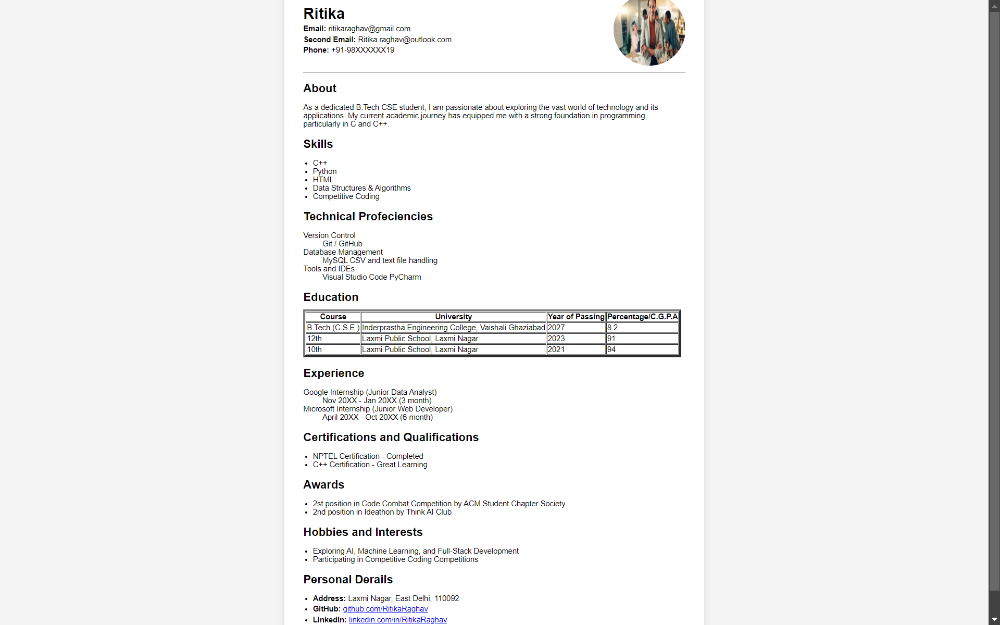 Ritika
Email: ritikaraghav@gmail.com
Second Email: Ritika.raghav@outlook.com
Phone: +91-98XXXXXX19
About
As a dedicated B.Tech CSE student, I am passionate about exploring the vast world of technology and its
applications. My current academic journey has equipped me with a strong foundation in programming,
particularly in C and C++.
Skills
• C++
• Python
• HTML
• Data Structures & Algorithms
• Competitive Coding
Technical Profeciencies
Version Control
Git / GitHub
Database Management
MySQL CSV and text file handling
Tools and IDEs
Visual Studio Code PyCharm
Education
Course University Year of Passing Percentage/C.G.P.A
B.Tech.(C.S.E.) Inderprastha Engineering College, Vaishali Ghaziabad 2027 8.2
12th Laxmi Public School, Laxmi Nagar 2023 91
10th Laxmi Public School, Laxmi Nagar 2021 94
Experience
Google Internship (Junior Data Analyst)
Nov 20XX - Jan 20XX (3 month)
Microsoft Internship (Junior Web Developer)
April 20XX - Oct 20XX (6 month)
Certifications and Qualifications
• NPTEL Certification - Completed
• C++ Certification - Great Learning
Awards
• 2st position in Code Combat Competition by ACM Student Chapter Society
• 2nd position in Ideathon by Think AI Club
Hobbies and Interests
• Exploring AI, Machine Learning, and Full-Stack Development
• Participating in Competitive Coding Competitions
Personal Derails
• Address: Laxmi Nagar, East Delhi, 110092
• GitHub: github.com/RitikaRaghav
• LinkedIn: linkedin.com/in/RitikaRaghav